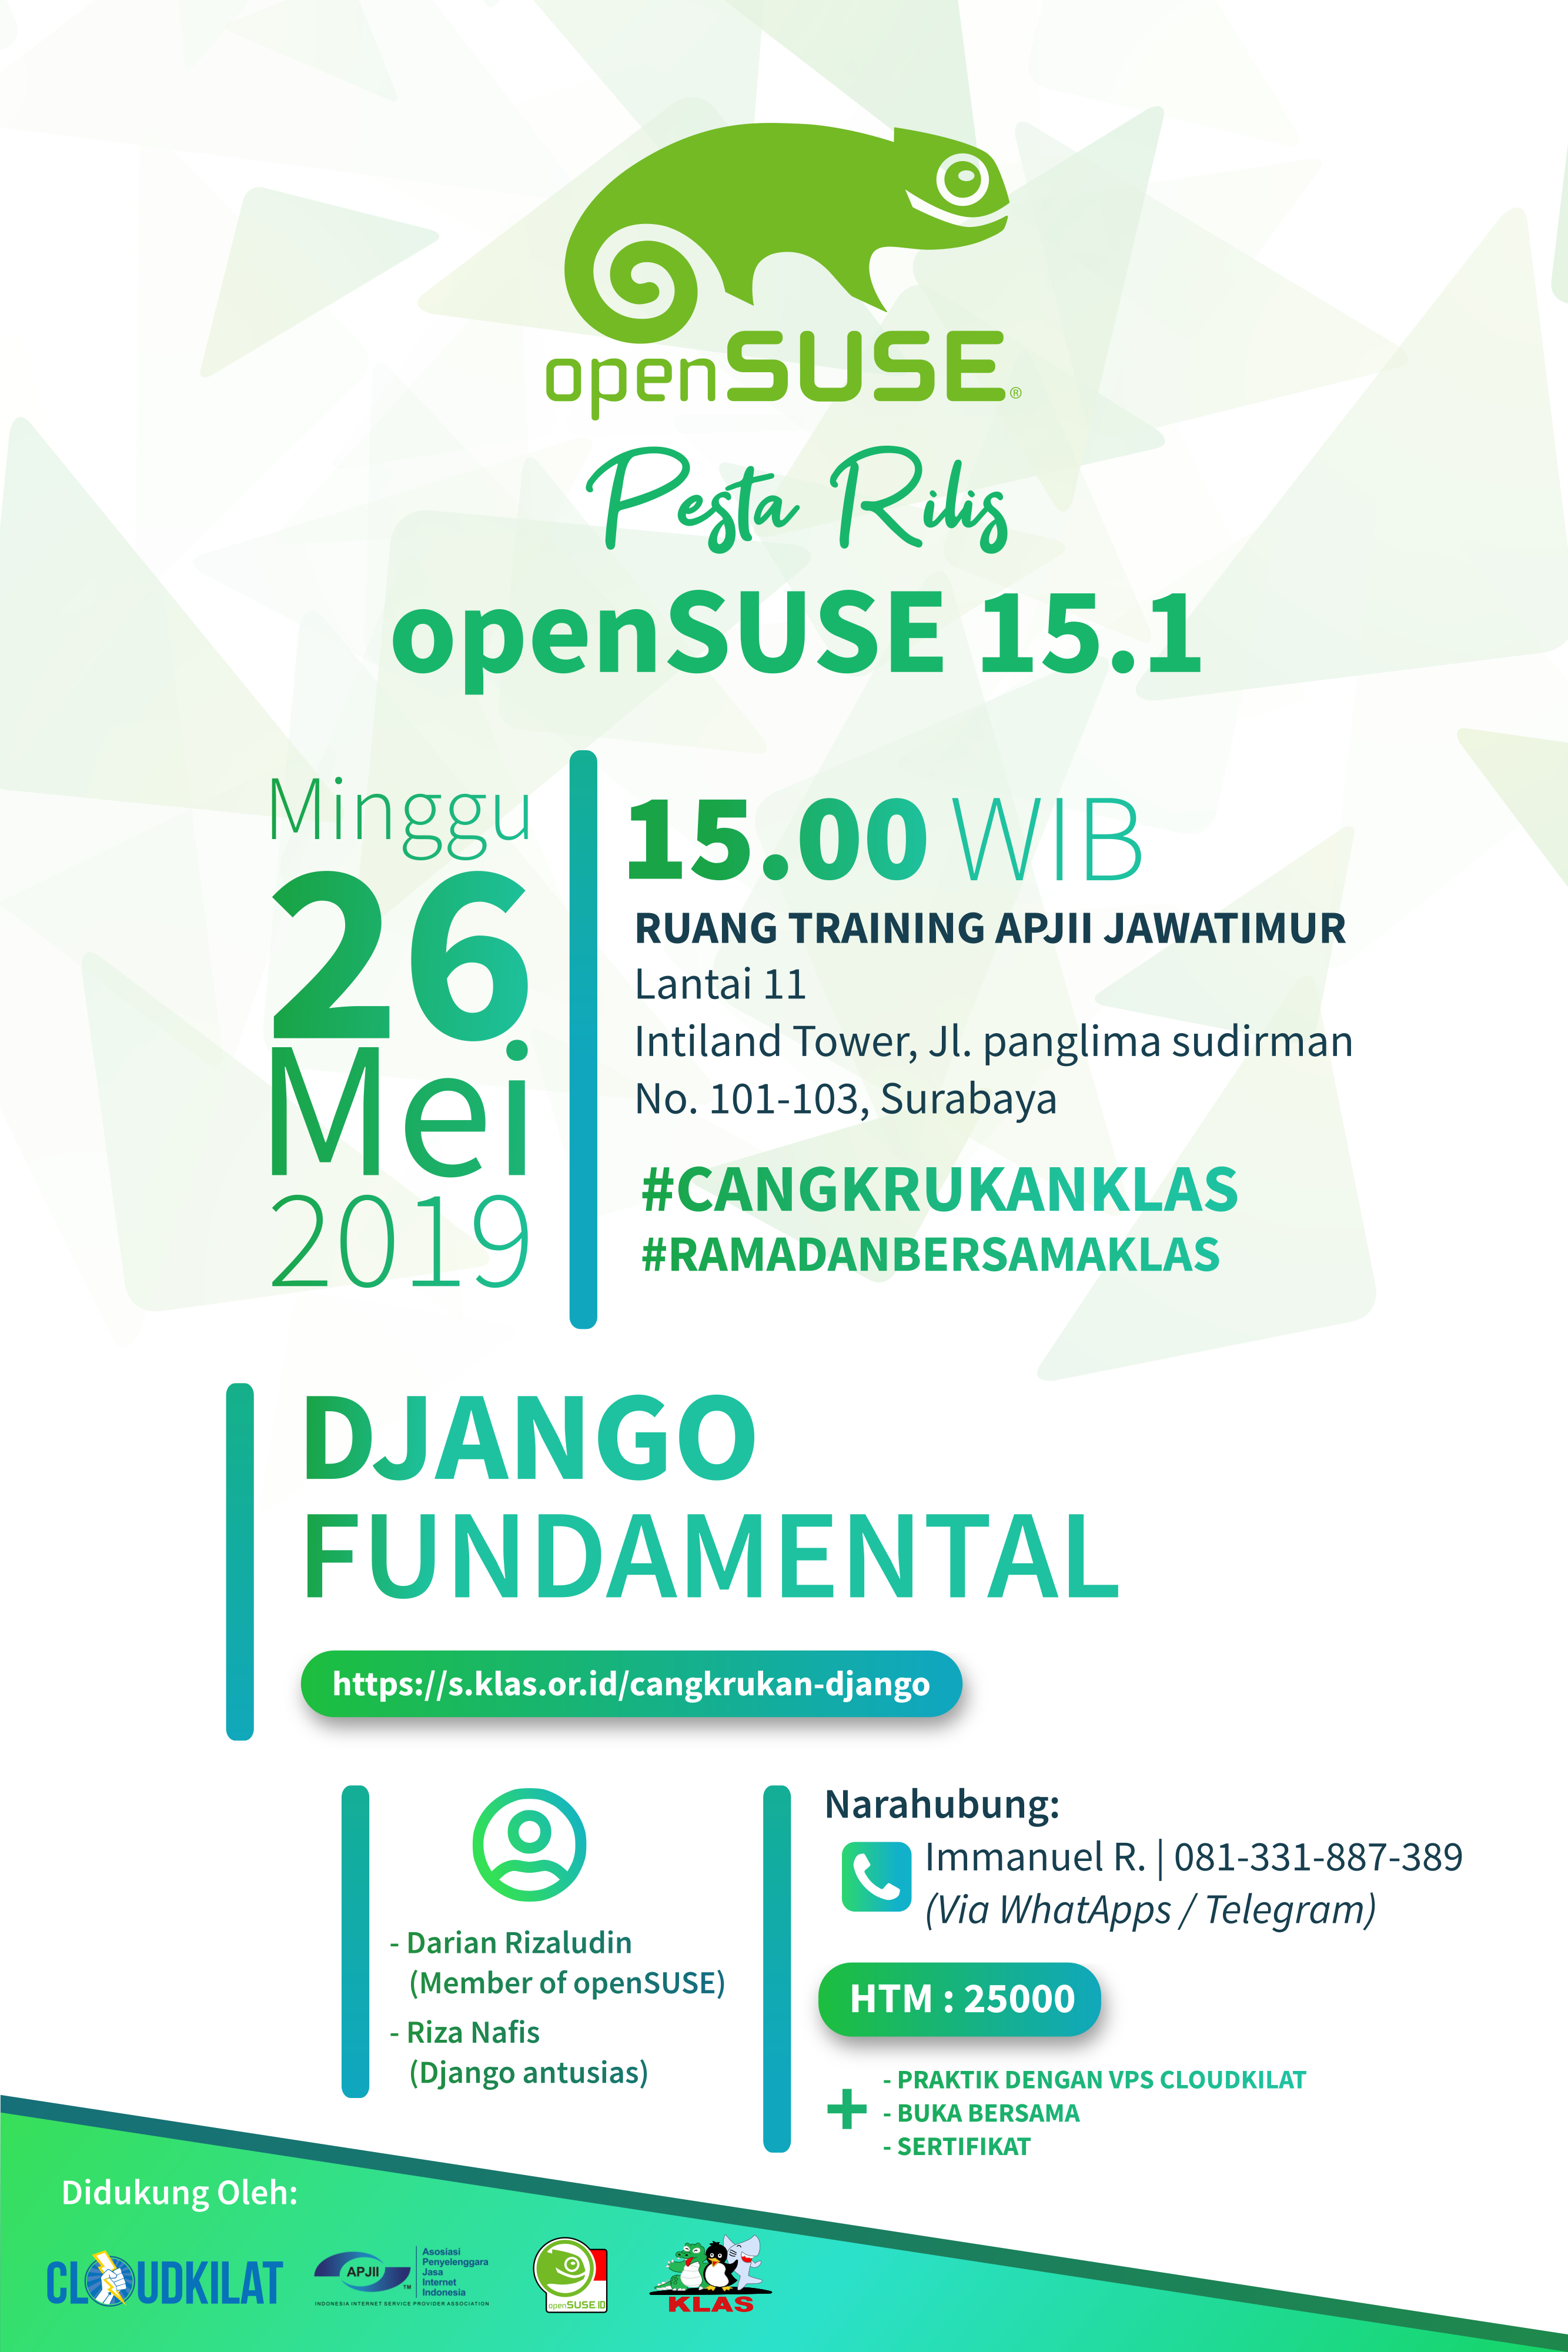 openSUSE®
Pesta Rilis
openSUSE 15.1
Minggu
26
Mei
2019
15.00 WIB
RUANG TRAINING APJII JAWATIMUR
Lantai 11
Intiland Tower, Jl. panglima sudirman
No. 101-103, Surabaya
#CANGKRUKANKLAS
#RAMADANBERSAMAKLAS
DJANGO
FUNDAMENTAL
https://s.klas.or.id/cangkrukan-django
- Darian Rizaludin
(Member of openSUSE)
- Riza Nafis
(Django antusias)
Narahubung:
Immanuel R. | 081-331-887-389
(Via WhatApps / Telegram)
HTM : 25000
+
- PRAKTIK DENGAN VPS CLOUDKILAT
- BUKA BERSAMA
- SERTIFIKAT
Didukung Oleh:
CLOUDKILAT
APJII TM
Asosiasi
Penyelenggara
Jasa
Internet
Indonesia
INDONESIA INTERNET SERVICE PROVIDER ASSOCIATION
openSUSE ID
KLAS